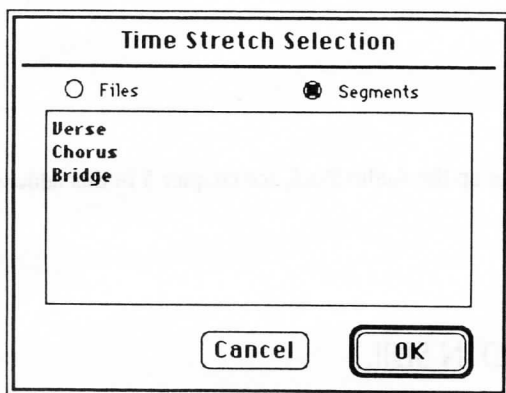 Time Stretch Selection
Files Segments
Verse
Chorus
Bridge
Cancel OK